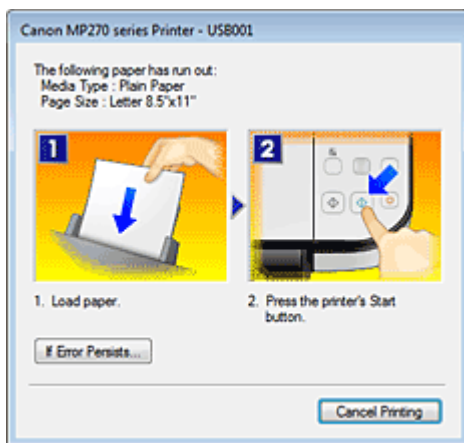 Canon MP270 series Printer - USB001
The following paper has run out:
Media Type : Plain Paper
Page Size : Letter 8.5"x11"
1
2
1. Load paper.
2. Press the printer's Start
button.
If Error Persists...
Cancel Printing